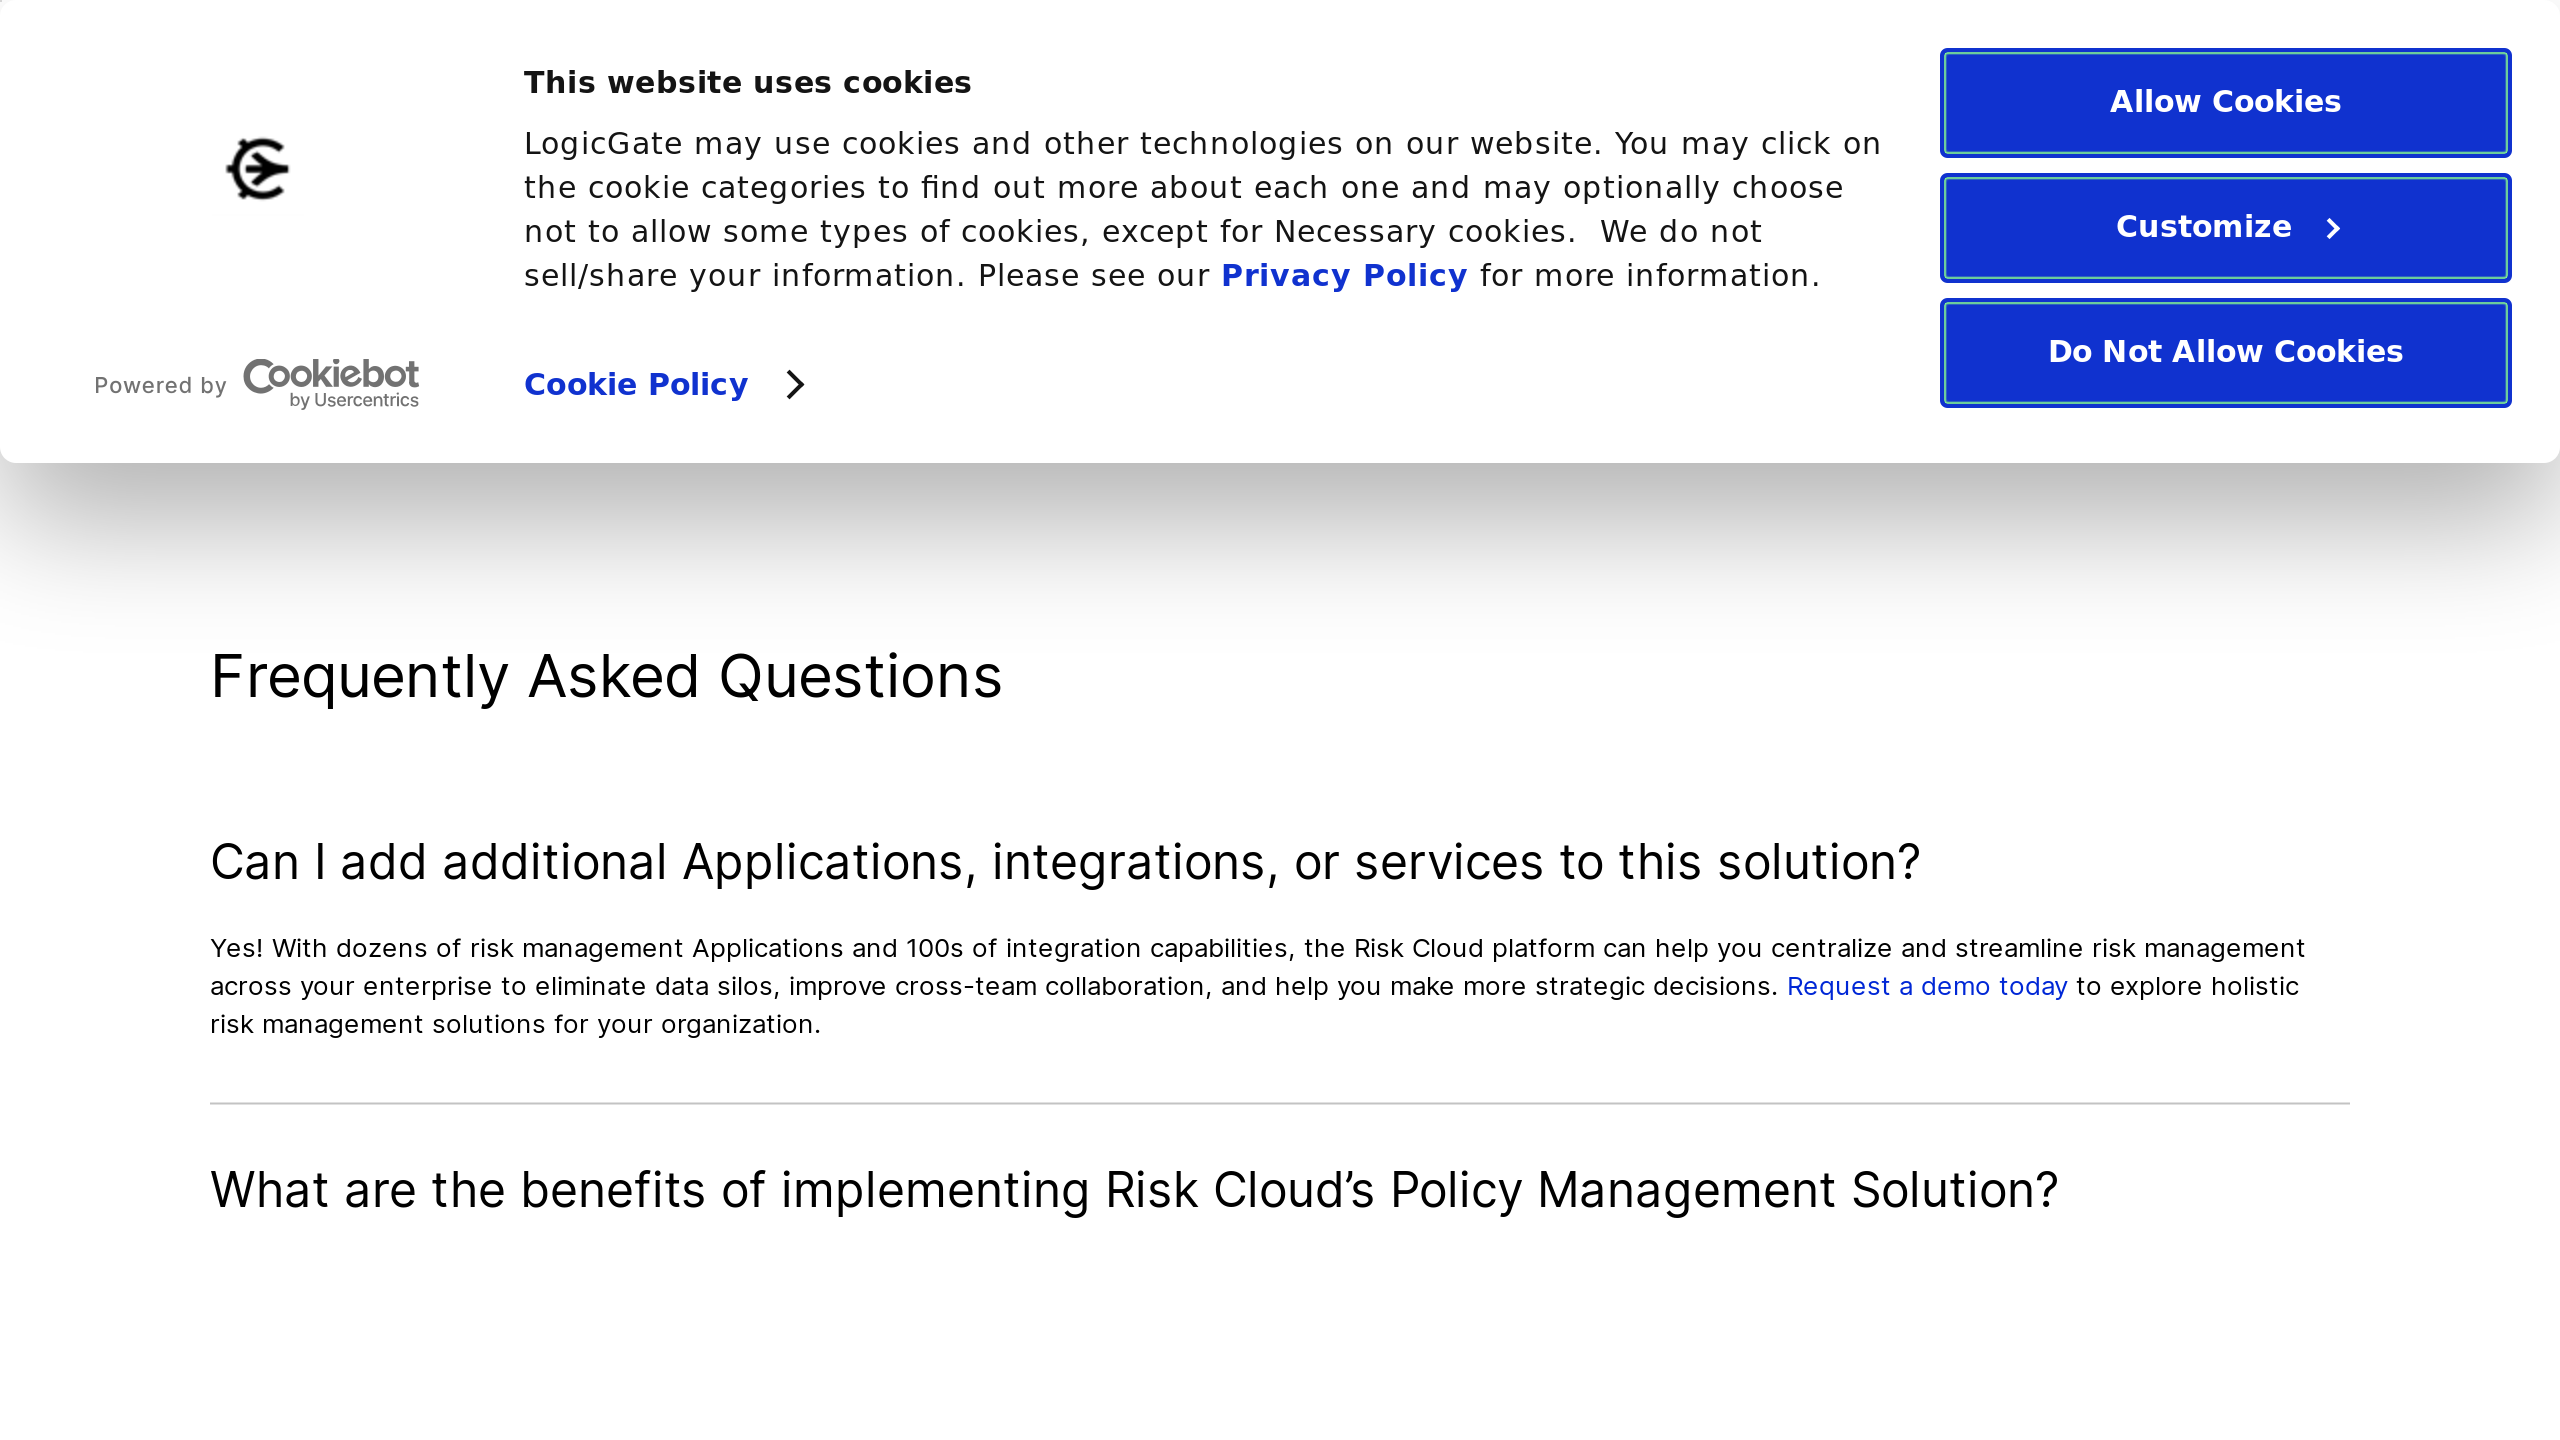 This website uses cookies
LogicGate may use cookies and other technologies on our website. You may click on
the cookie categories to find out more about each one and may optionally choose
not to allow some types of cookies, except for Necessary cookies.  We do not
sell/share your information. Please see our Privacy Policy for more information.
Powered by Cookiebot
by Usercentrics
Cookie Policy
Allow Cookies
Customize
Do Not Allow Cookies
Frequently Asked Questions
Can I add additional Applications, integrations, or services to this solution?
Yes! With dozens of risk management Applications and 100s of integration capabilities, the Risk Cloud platform can help you centralize and streamline risk management
across your enterprise to eliminate data silos, improve cross-team collaboration, and help you make more strategic decisions. Request a demo today to explore holistic
risk management solutions for your organization.
What are the benefits of implementing Risk Cloud’s Policy Management Solution?